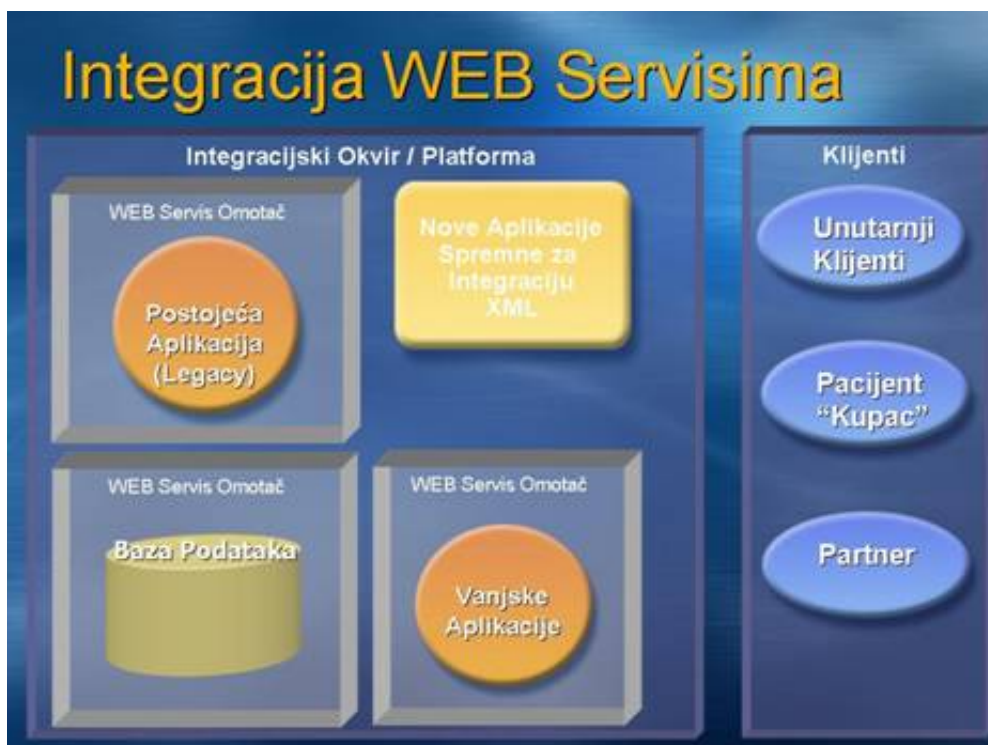 Integracija WEB Servisima
Integracijski Okvir / Platforma
WEB Servis Omotač
Postojeća
Aplikacija
(Legacy)
Nove Aplikacije
Spremne za
Integraciju
XML
WEB Servis Omotač
Baza Podataka
WEB Servis Omotač
Vanjske
Aplikacije
Klijenti
Unutarnji
Klijenti
Pacijent
“Kupac”
Partner